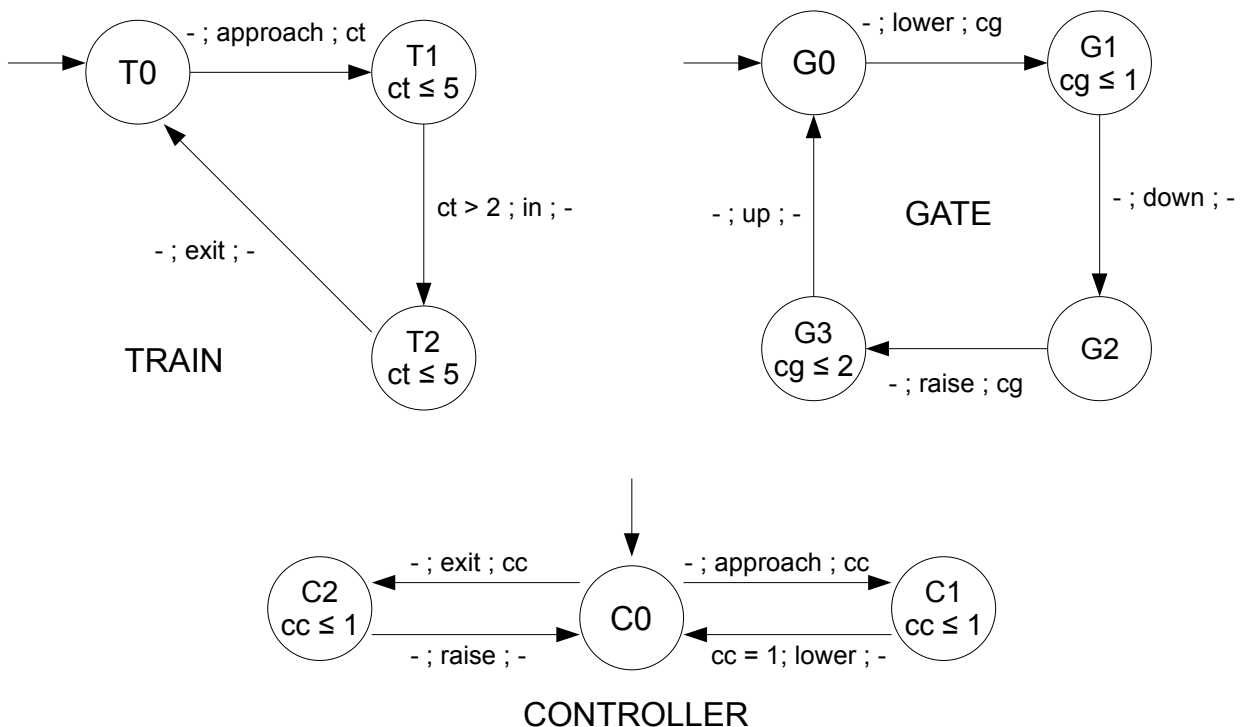 - ; approach ; ct
T0
T1
ct ≤ 5
ct > 2 ; in ; -
- ; exit ; -
T2
ct ≤ 5
TRAIN
- ; lower ; cg
G0
G1
cg ≤ 1
- ; up ; -
GATE
- ; down ; -
G3
cg ≤ 2
G2
- ; raise ; cg
- ; exit ; cc
- ; approach ; cc
C2
cc ≤ 1
C0
C1
cc ≤ 1
- ; raise ; -
cc = 1; lower ; -
CONTROLLER